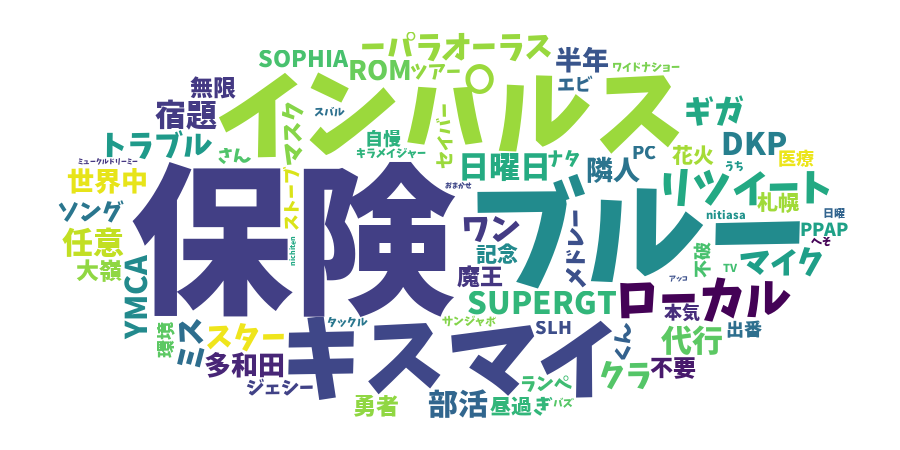 SOPHIA
ーパラオーラス
半年
ROM
ツアー
ワイドナショー
無限
エビ
宿題
インパルス
スバル
マスク
ギガ
トラブル
さん
自慢
キラメイジャー
DKP
PC
花火
医療
ミュークルドリーミー
世界中
ストーブ
日曜日
ナタ
隣人
うち
リツイート
おまかせ
札幌
ソング
保険
ブルー
ワン
メドレー
nitiasa
日曜
任意
PPAP
へそ
大嶺
nichiten
記念
魔王
不破
TV
マイク
アッコ
YMCA
SUPERGT
ローカル
本気
環境
ミス
スター
タックル
キスマイ
サンジャポ
SLH
くん
代行
出番
多和田
ジェシー
ランペ
クラ
不要
勇者
部活
昼過ぎ